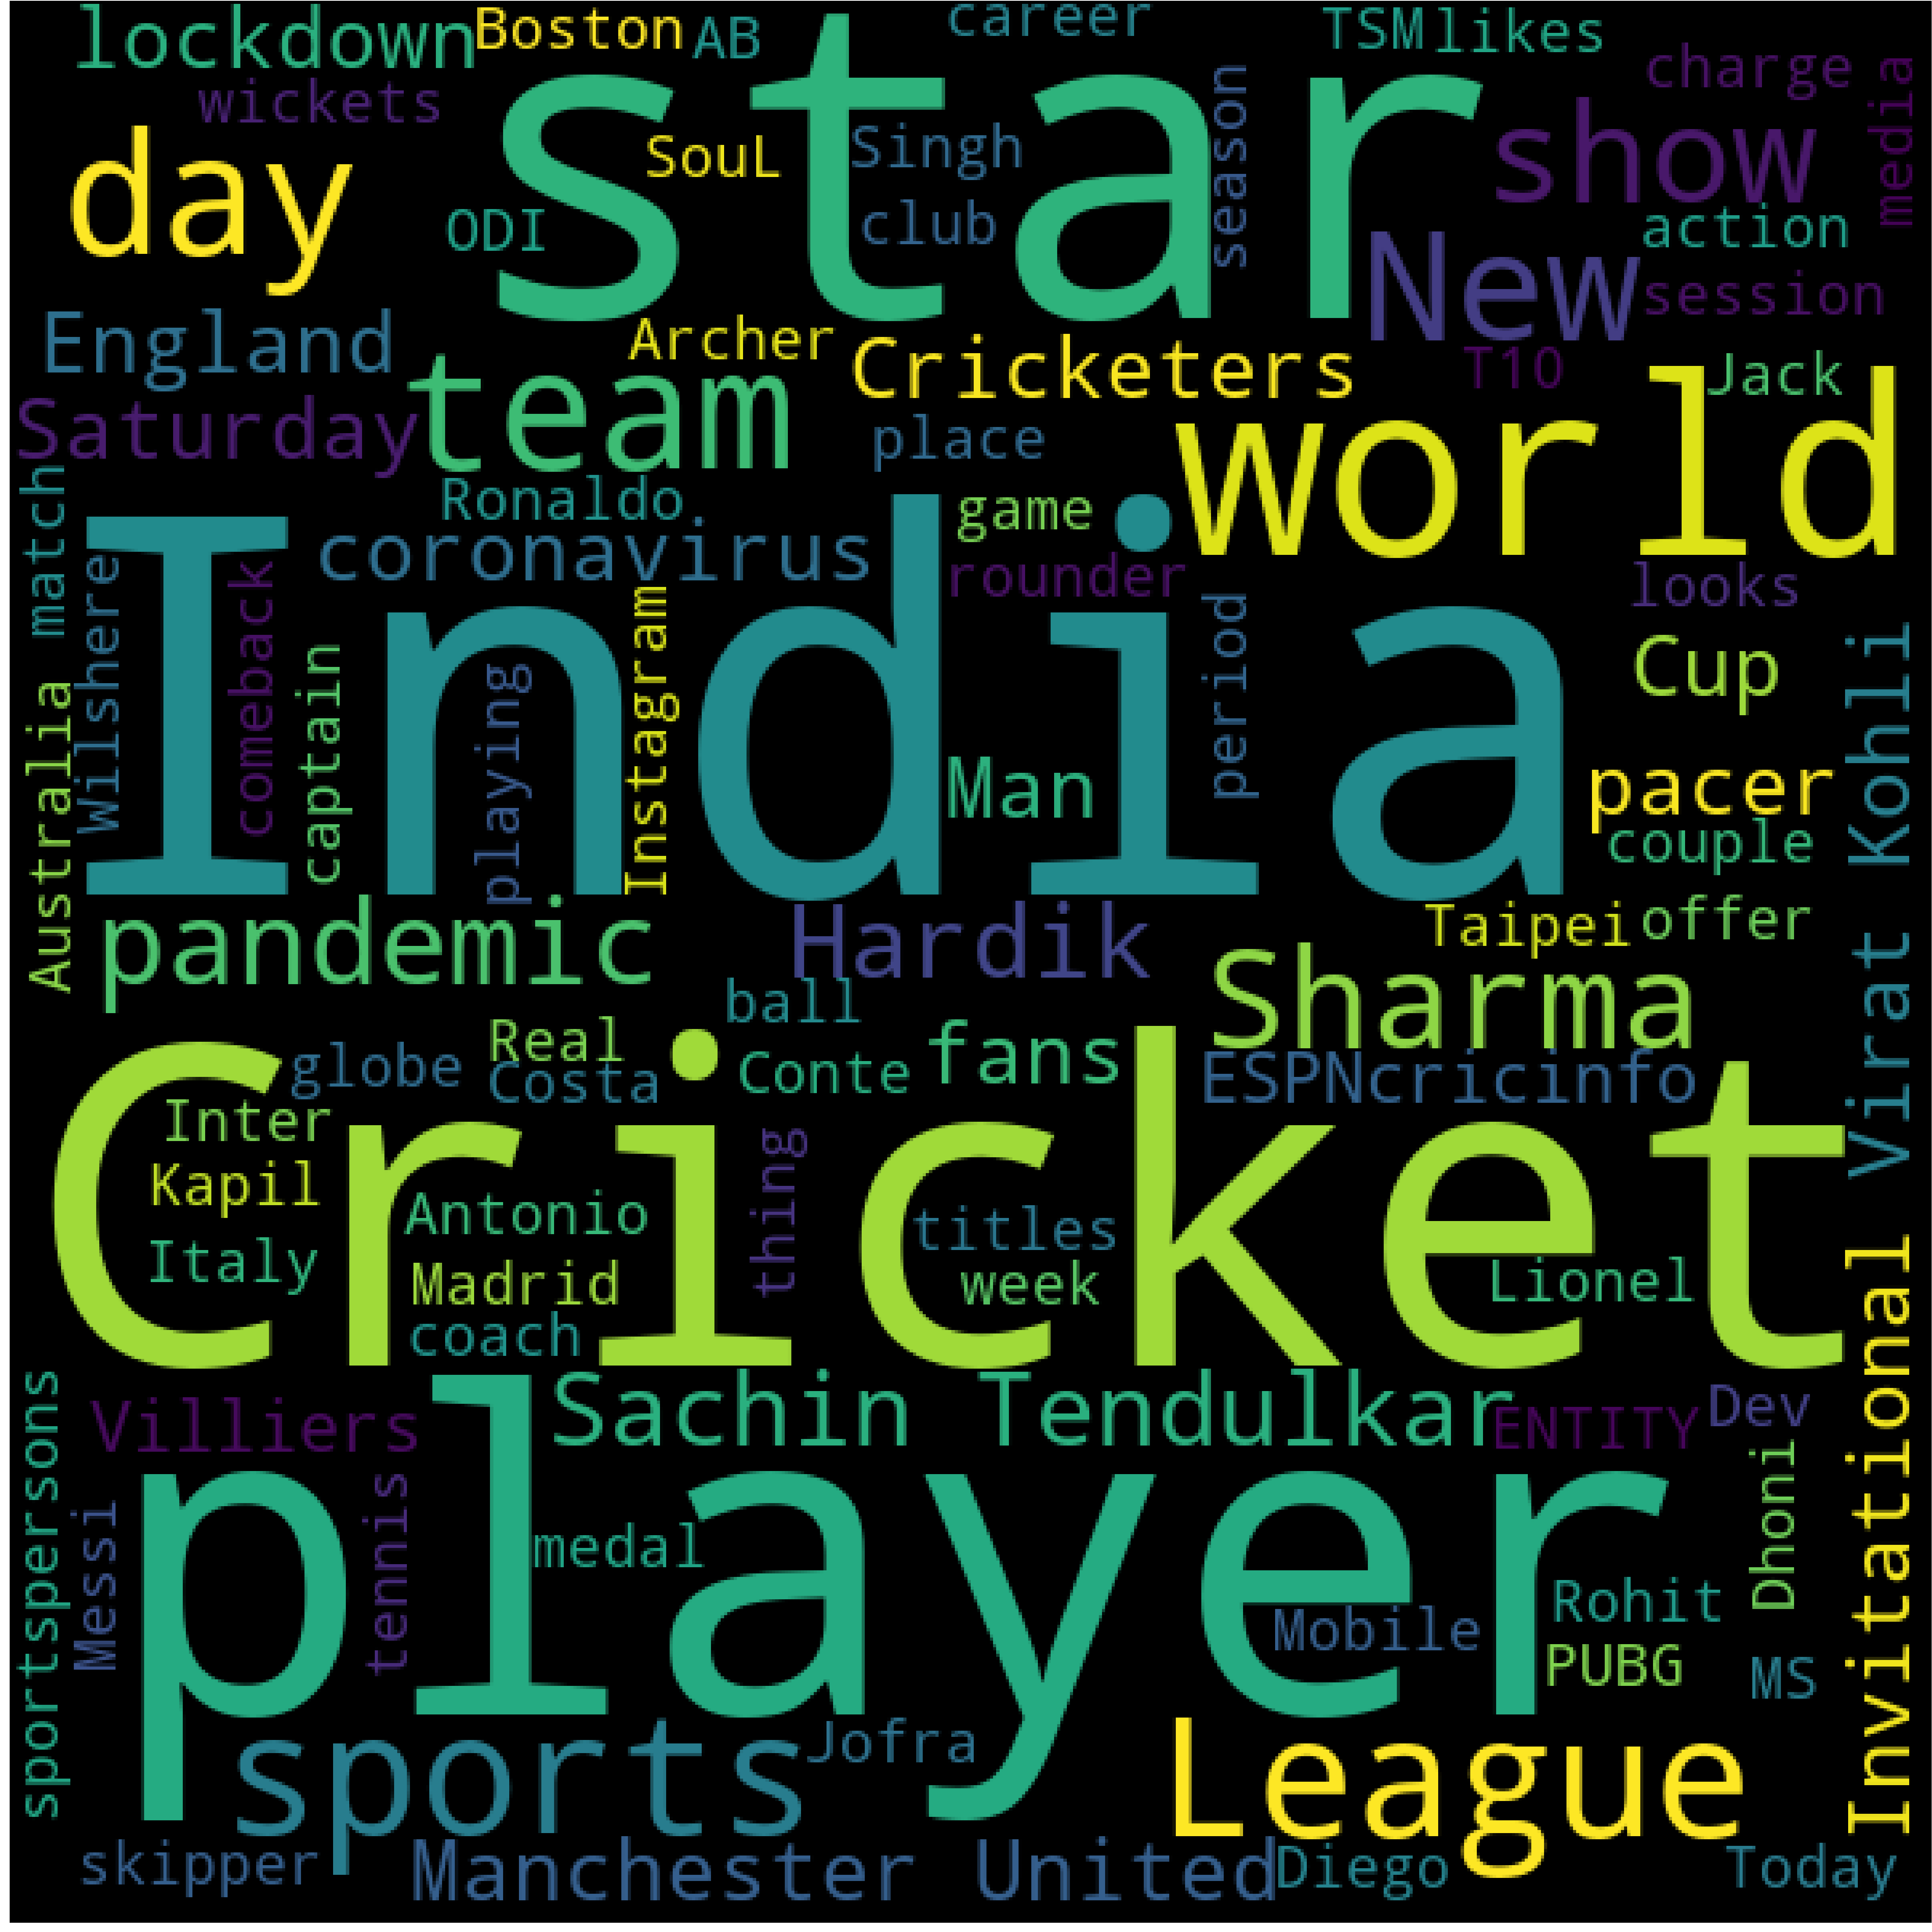 lockdown
Boston
AB
career
TSM
likes
charge
media
wickets
star
season
show
day
SouL
Singh
ODI
club
action
New
session
England
Archer
Cricketers
T10
Jack
team
world
Saturday
place
match
Ronaldo
game
India
coronavirus
rounder
looks
Wilshere
comeback
Instagram
period
Cup
Virat Kohli
captain
playing
Australia
Man
pacer
couple
pandemic
Hardik
Taipei
offer
Sharma
ball
Real
Cricket
globe
Costa
Conte
fans
ESPNcricinfo
Inter
thing
Kapil
Antonio
titles
Italy
Madrid
week
Lionel
Invitational
coach
sportspersons
Villiers
player
Sachin Tendulkar
ENTITY
Dev
Messi
tennis
medal
Dhoni
Mobile
Rohit
PUBG
MS
sports
Jofra
League
skipper
Manchester United
Diego
Today